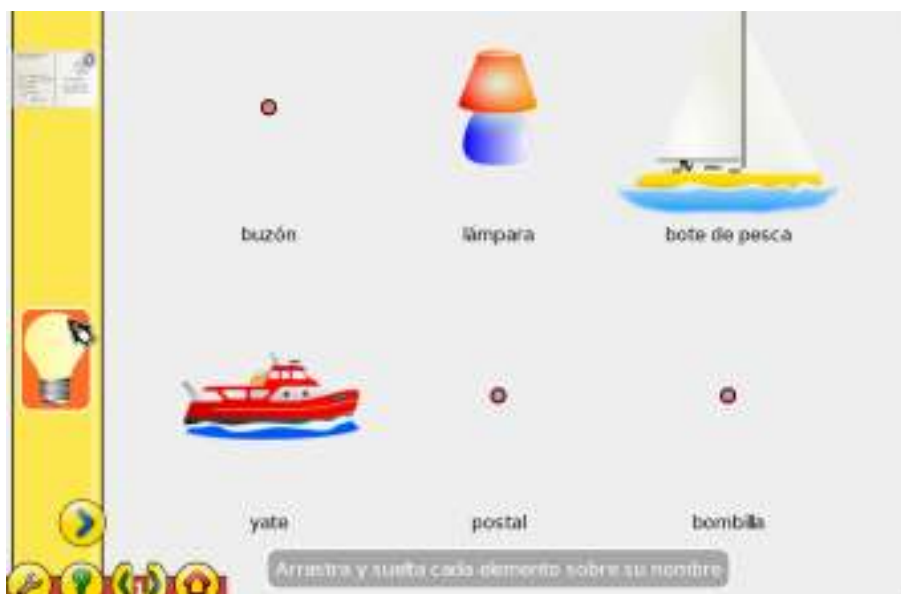 buzón
lámpara
bote de pesca
yate
postal
bombilla
Arrastra y suelta cada elemento sobre su nombre